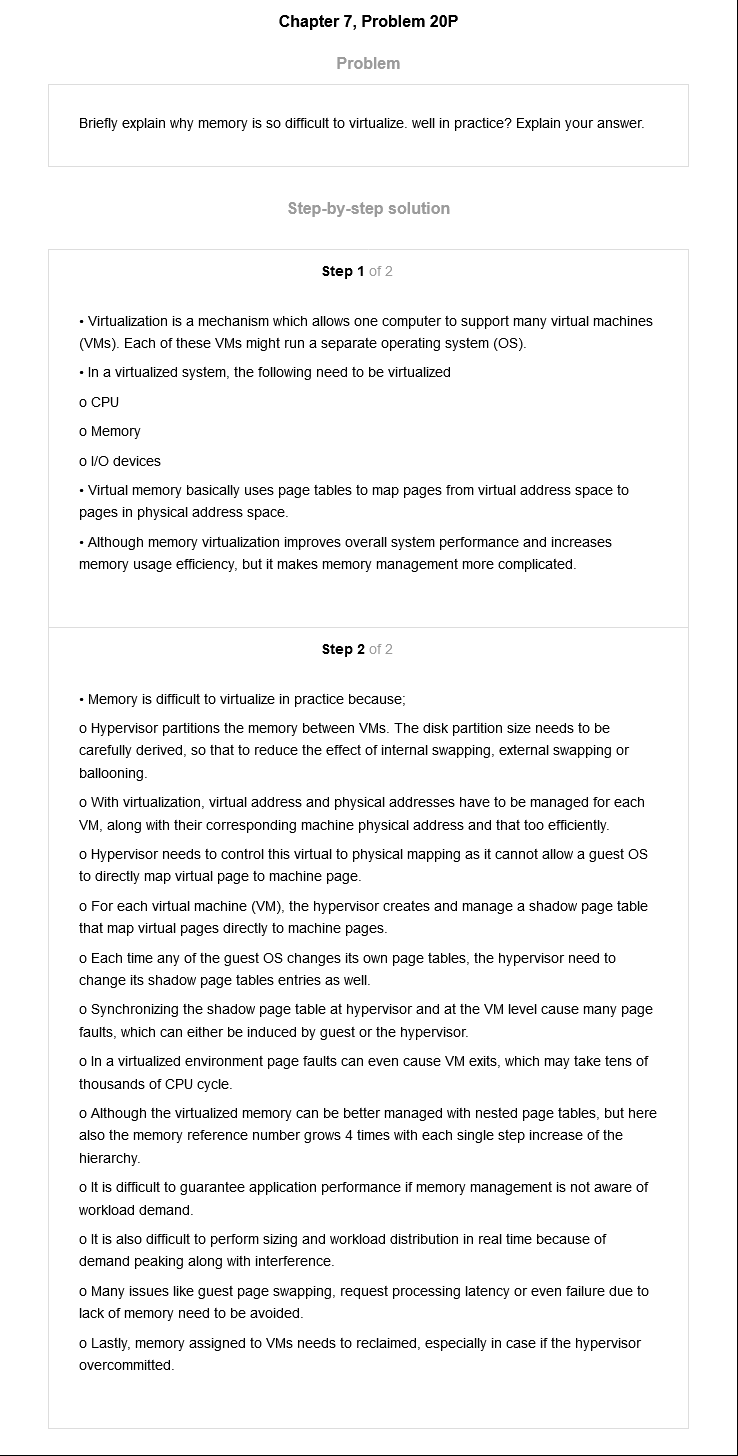 Chapter 7, Problem 20P
Problem
Briefly explain why memory is so difficult to virtualize. well in practice? Explain your answer.
Step-by-step solution
Step 1 of 2
• Virtualization is a mechanism which allows one computer to support many virtual machines
(VMs). Each of these VMs might run a separate operating system (OS).
• In a virtualized system, the following need to be virtualized
o CPU
o Memory
o I/O devices
• Virtual memory basically uses page tables to map pages from virtual address space to
pages in physical address space.
• Although memory virtualization improves overall system performance and increases
memory usage efficiency, but it makes memory management more complicated.
Step 2 of 2
• Memory is difficult to virtualize in practice because;
o Hypervisor partitions the memory between VMs. The disk partition size needs to be
carefully derived, so that to reduce the effect of internal swapping, external swapping or
ballooning.
o With virtualization, virtual address and physical addresses have to be managed for each
VM, along with their corresponding machine physical address and that too efficiently.
o Hypervisor needs to control this virtual to physical mapping as it cannot allow a guest OS
to directly map virtual page to machine page.
o For each virtual machine (VM), the hypervisor creates and manage a shadow page table
that map virtual pages directly to machine pages.
o Each time any of the guest OS changes its own page tables, the hypervisor need to
change its shadow page tables entries as well.
o Synchronizing the shadow page table at hypervisor and at the VM level cause many page
faults, which can either be induced by guest or the hypervisor.
o In a virtualized environment page faults can even cause VM exits, which may take tens of
thousands of CPU cycle.
o Although the virtualized memory can be better managed with nested page tables, but here
also the memory reference number grows 4 times with each single step increase of the
hierarchy.
o It is difficult to guarantee application performance if memory management is not aware of
workload demand.
o It is also difficult to perform sizing and workload distribution in real time because of
demand peaking along with interference.
o Many issues like guest page swapping, request processing latency or even failure due to
lack of memory need to be avoided.
o Lastly, memory assigned to VMs needs to reclaimed, especially in case if the hypervisor
overcommitted.